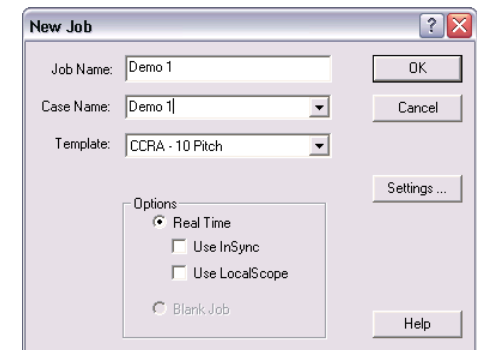 New Job
Job Name: Demo 1 OK
Case Name: Demo 1 Cancel
Template: CCRA - 10 Pitch
Settings ...
Options
Real Time
Use InSync
Use LocalScope
Blank Job
Help